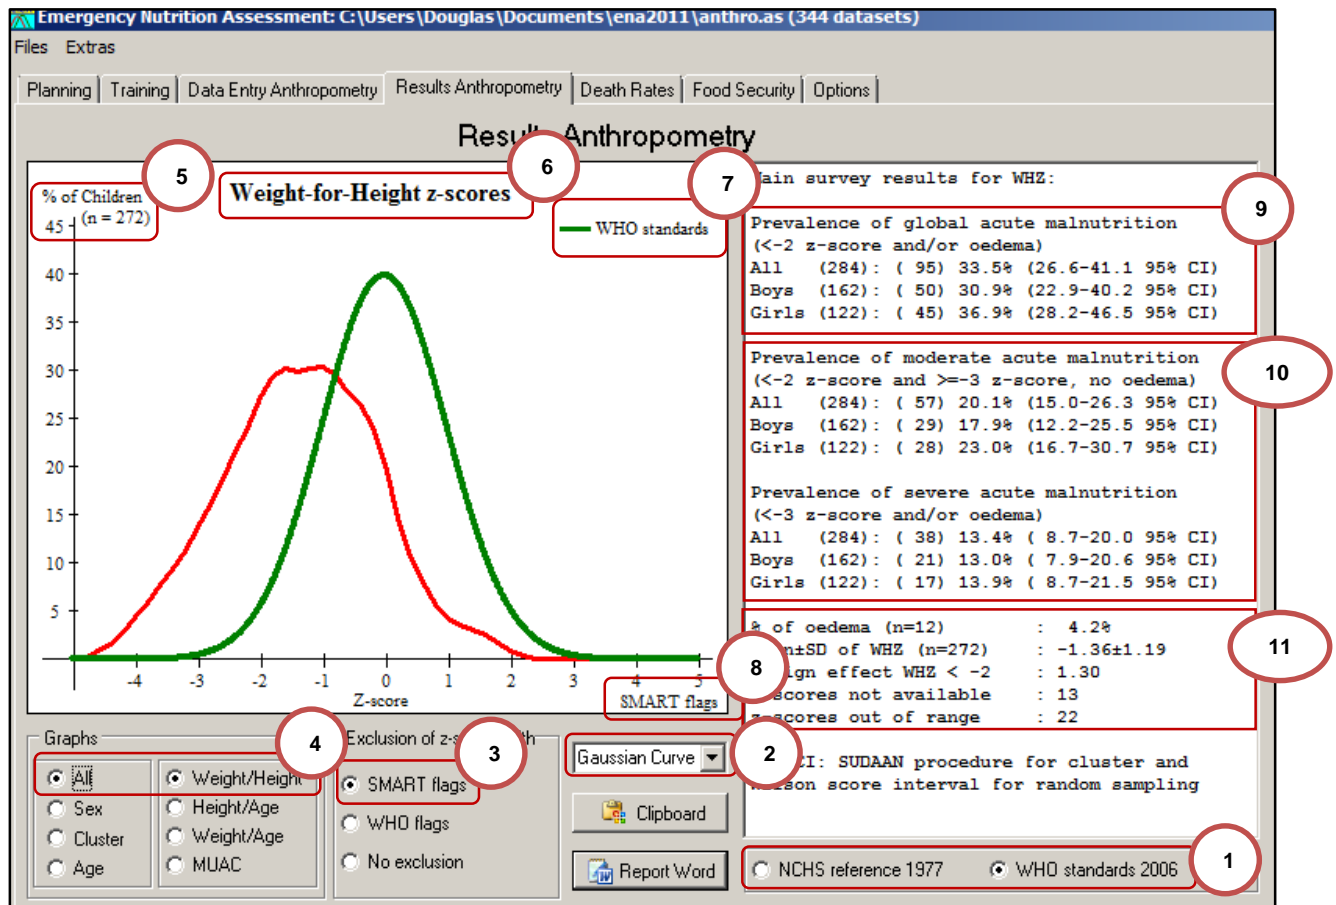 Emergency Nutrition Assessment: C:\Users\Douglas\Documents\ena2011\anthro.as (344 datasets)
Files Extras
Planning Training Data Entry Anthropometry Results Anthropometry Death Rates Food Security Options
Anthropometry
% of Children
(n = 272)
5
Weight-for-Height z-scores
6
WHO standards
7
45
40
35
30
25
20
15
10
5
-4 -3 -2 -1 0 1 2 3 4 5
Z-score
SMART flags
8
survey results for WHZ:
9
Prevalence of global acute malnutrition
(<-2 z-score and/or oedema)
All (284): ( 95) 33.5% (26.6-41.1 95% CI)
Boys (162): ( 50) 30.9% (22.9-40.2 95% CI)
Girls (122): ( 45) 36.9% (28.2-46.5 95% CI)
Prevalence of moderate acute malnutrition
(<-2 z-score and >=-3 z-score, no oedema)
10
All (284): ( 57) 20.1% (15.0-26.3 95% CI)
Boys (162): ( 29) 17.9% (12.2-25.5 95% CI)
Girls (122): ( 28) 23.0% (16.7-30.7 95% CI)
Prevalence of severe acute malnutrition
(<-3 z-score and/or oedema)
All (284): ( 38) 13.4% ( 8.7-20.0 95% CI)
Boys (162): ( 21) 13.0% ( 7.9-20.6 95% CI)
Girls (122): ( 17) 13.9% ( 8.7-21.5 95% CI)
% of oedema (n=12) : 4.2%
11
of WHZ (n=272) : -1.36±1.19
effect WHZ < -2 : 1.30
not available : 13
z-scores out of range : 22
CI: SUDAAN procedure for cluster and
score interval for random sampling
Graphs
4
All
Sex
Cluster
Age
Weight/Height
Height/Age
Weight/Age
MUAC
Exclusion of
3
SMART flags
WHO flags
No exclusion
Gaussian Curve
2
Clipboard
Report Word
NCHS reference 1977 WHO standards 2006
1